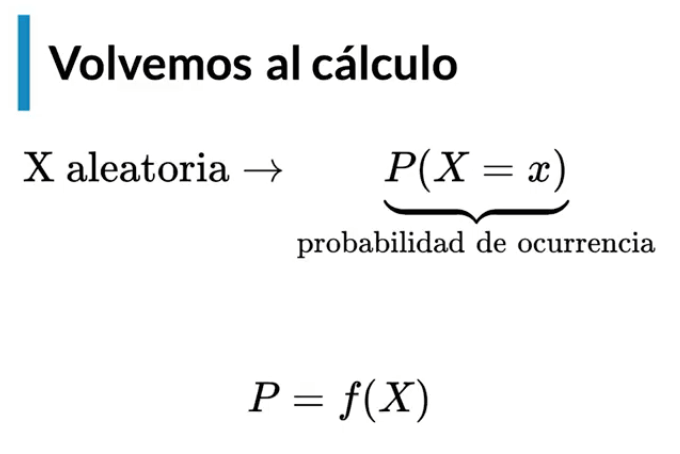 Volvemos al cálculo
X aleatoria → P(X = x)
probabilidad de ocurrencia
P = f(X)